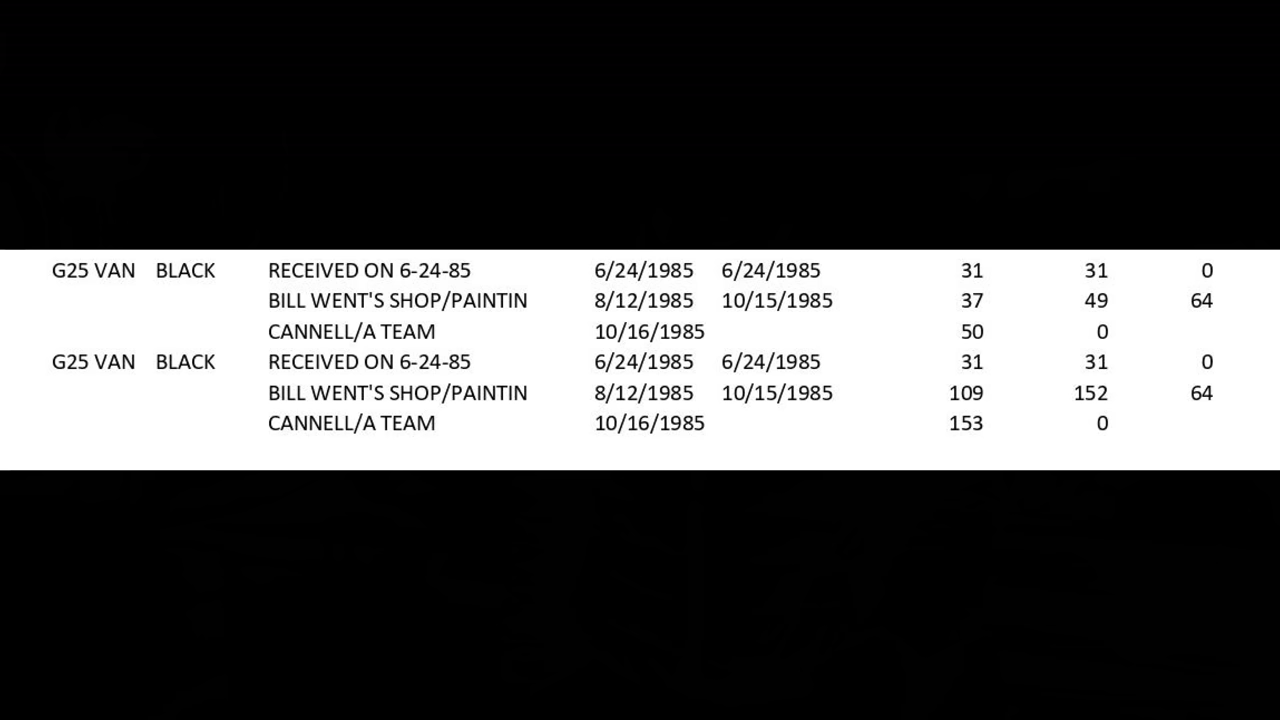 G25 VAN BLACK RECEIVED ON 6-24-85 6/24/1985 6/24/1985 31 31 0
BILL WENT'S SHOP/PAINTIN 8/12/1985 10/15/1985 37 49 64
CANNELL/A TEAM 10/16/1985 50 0
G25 VAN BLACK RECEIVED ON 6-24-85 6/24/1985 6/24/1985 31 31 0
BILL WENT'S SHOP/PAINTIN 8/12/1985 10/15/1985 109 152 64
CANNELL/A TEAM 10/16/1985 153 0